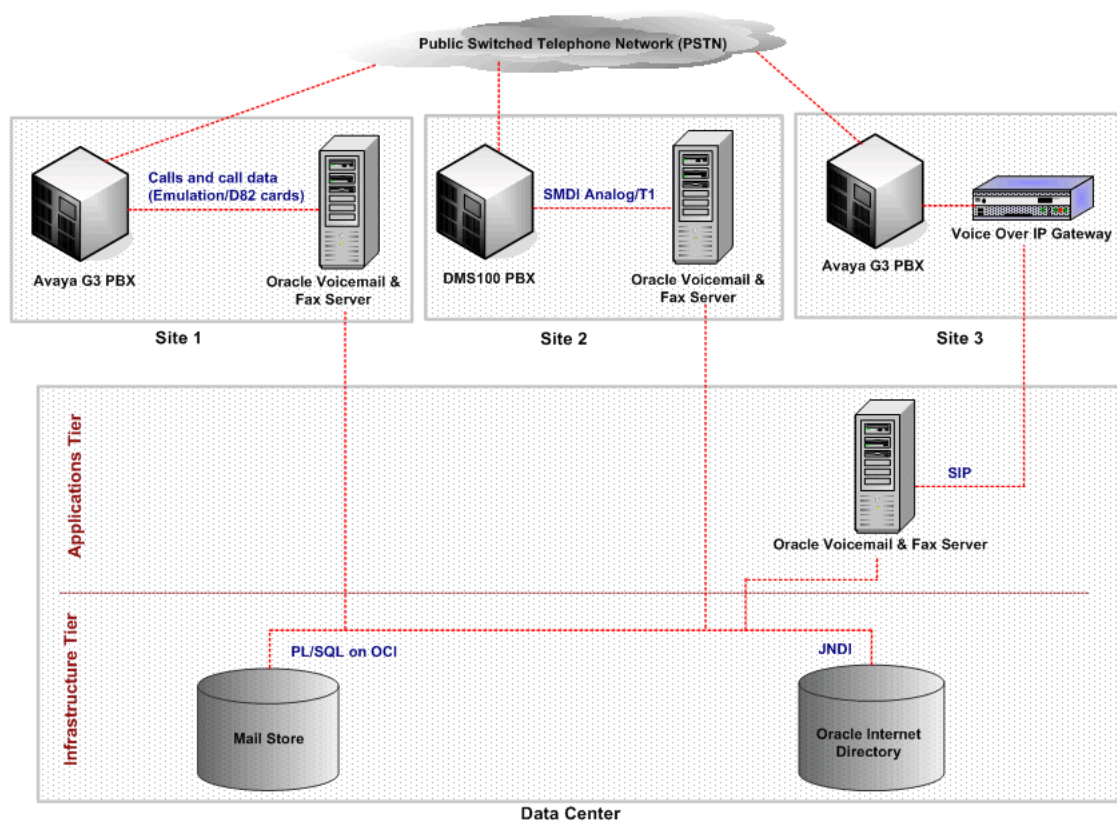 Public Switched Telephone Network (PSTN)
Calls and call data
(Emulation/D82 cards)
Avaya G3 PBX
Oracle Voicemail &
Fax Server
Site 1
SMDI Analog/T1
DMS100 PBX
Oracle Voicemail &
Fax Server
Site 2
Avaya G3 PBX
Voice Over IP Gateway
Site 3
Applications Tier
SIP
Oracle Voicemail & Fax Server
Infrastructure Tier
PL/SQL on OCI
JNDI
Mail Store
Oracle Internet
Directory
Data Center